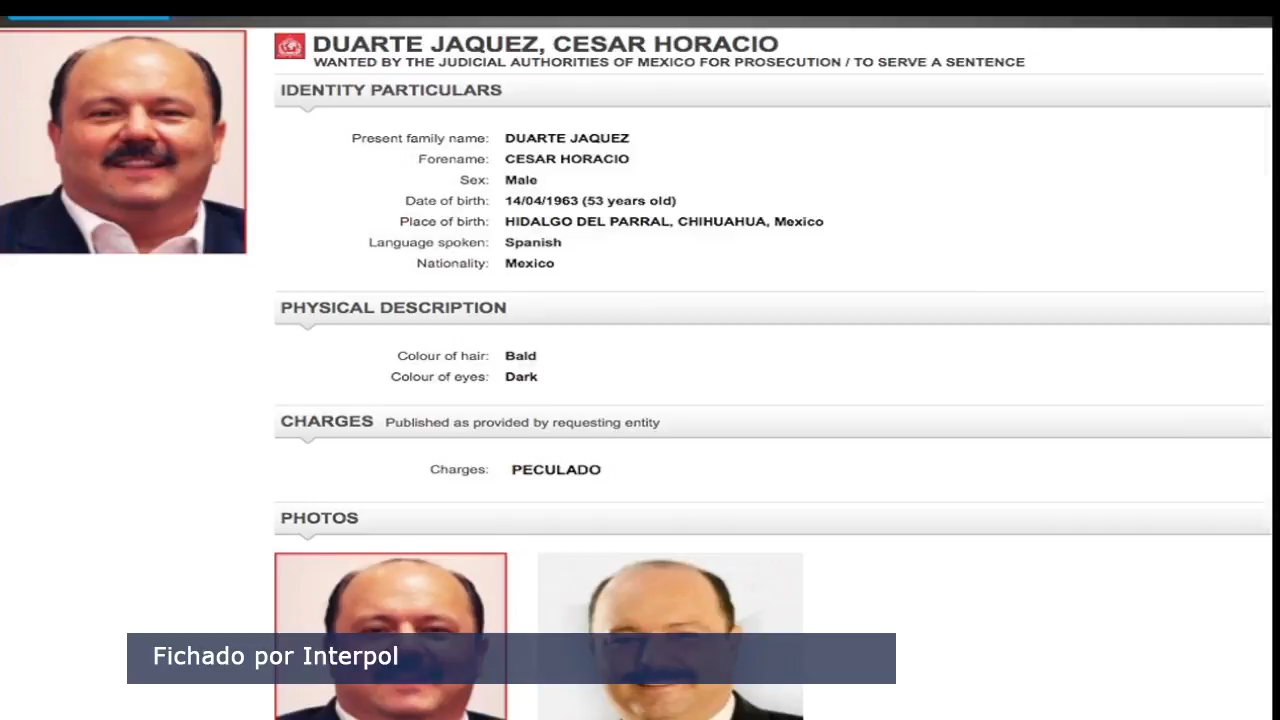 DUARTE JAQUEZ, CESAR HORACIO
WANTED BY THE JUDICIAL AUTHORITIES OF MEXICO FOR PROSECUTION / TO SERVE A SENTENCE
IDENTITY PARTICULARS
Present family name: DUARTE JAQUEZ
Forename: CESAR HORACIO
Sex: Male
Date of birth: 14/04/1963 (53 years old)
Place of birth: HIDALGO DEL PARRAL, CHIHUAHUA, Mexico
Language spoken: Spanish
Nationality: Mexico
PHYSICAL DESCRIPTION
Colour of hair: Bald
Colour of eyes: Dark
CHARGES Published as provided by requesting entity
Charges: PECULADO
PHOTOS
Fichado por Interpol